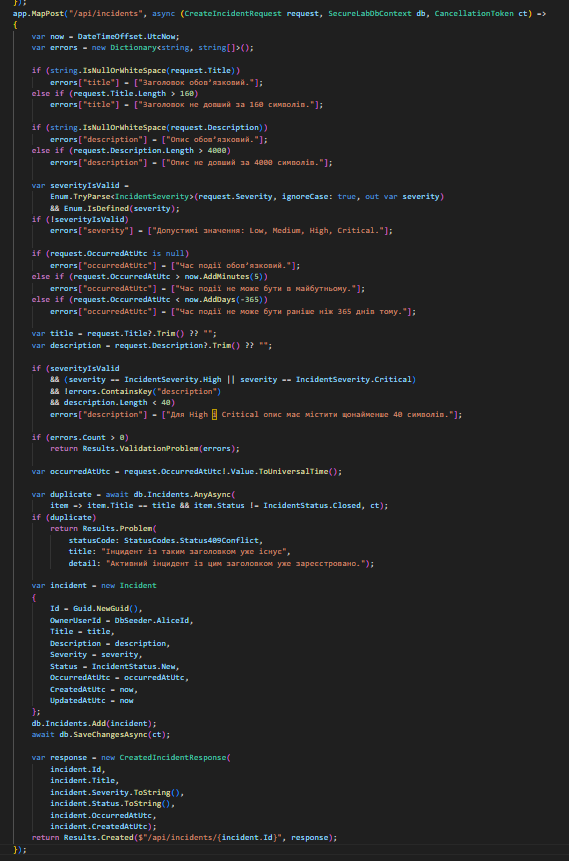 });
app.MapPost("/api/incidents", async (CreateIncidentRequest request, SecureLabDbContext db, CancellationToken ct) =>
{
    var now = DateTimeOffset.UtcNow;
    var errors = new Dictionary<string, string[]>();

    if (string.IsNullOrWhiteSpace(request.Title))
        errors["title"] = ["Заголовок обов’язковий."];
    else if (request.Title.Length > 160)
        errors["title"] = ["Заголовок не довший за 160 символів."];

    if (string.IsNullOrWhiteSpace(request.Description))
        errors["description"] = ["Опис обов’язковий."];
    else if (request.Description.Length > 4000)
        errors["description"] = ["Опис не довший за 4000 символів."];

    var severityIsValid =
        Enum.TryParse<IncidentSeverity>(request.Severity, ignoreCase: true, out var severity)
        && Enum.IsDefined(severity);
    if (!severityIsValid)
        errors["severity"] = ["Допустимі значення: Low, Medium, High, Critical."];

    if (request.OccurredAtUtc is null)
        errors["occurredAtUtc"] = ["Час події обов’язковий."];
    else if (request.OccurredAtUtc > now.AddMinutes(5))
        errors["occurredAtUtc"] = ["Час події не може бути в майбутньому."];
    else if (request.OccurredAtUtc < now.AddDays(-365))
        errors["occurredAtUtc"] = ["Час події не може бути раніше ніж 365 днів тому."];

    var title = request.Title?.Trim() ?? "";
    var description = request.Description?.Trim() ?? "";

    if (severityIsValid
        && (severity == IncidentSeverity.High || severity == IncidentSeverity.Critical)
        && !errors.ContainsKey("description")
        && description.Length < 40)
        errors["description"] = ["Для High і Critical опис має містити щонайменше 40 символів."];

    if (errors.Count > 0)
        return Results.ValidationProblem(errors);

    var occurredAtUtc = request.OccurredAtUtc!.Value.ToUniversalTime();

    var duplicate = await db.Incidents.AnyAsync(
        item => item.Title == title && item.Status != IncidentStatus.Closed, ct);
    if (duplicate)
        return Results.Problem(
            statusCode: StatusCodes.Status409Conflict,
            title: "Інцидент із таким заголовком уже існує",
            detail: "Активний інцидент із цим заголовком уже зареєстровано.");

    var incident = new Incident
    {
        Id = Guid.NewGuid(),
        OwnerUserId = DbSeeder.AliceId,
        Title = title,
        Description = description,
        Severity = severity,
        Status = IncidentStatus.New,
        OccurredAtUtc = occurredAtUtc,
        CreatedAtUtc = now,
        UpdatedAtUtc = now
    };
    db.Incidents.Add(incident);
    await db.SaveChangesAsync(ct);

    var response = new CreatedIncidentResponse(
        incident.Id,
        incident.Title,
        incident.Severity.ToString(),
        incident.Status.ToString(),
        incident.OccurredAtUtc,
        incident.CreatedAtUtc);
    return Results.Created($"/api/incidents/{incident.Id}", response);
});